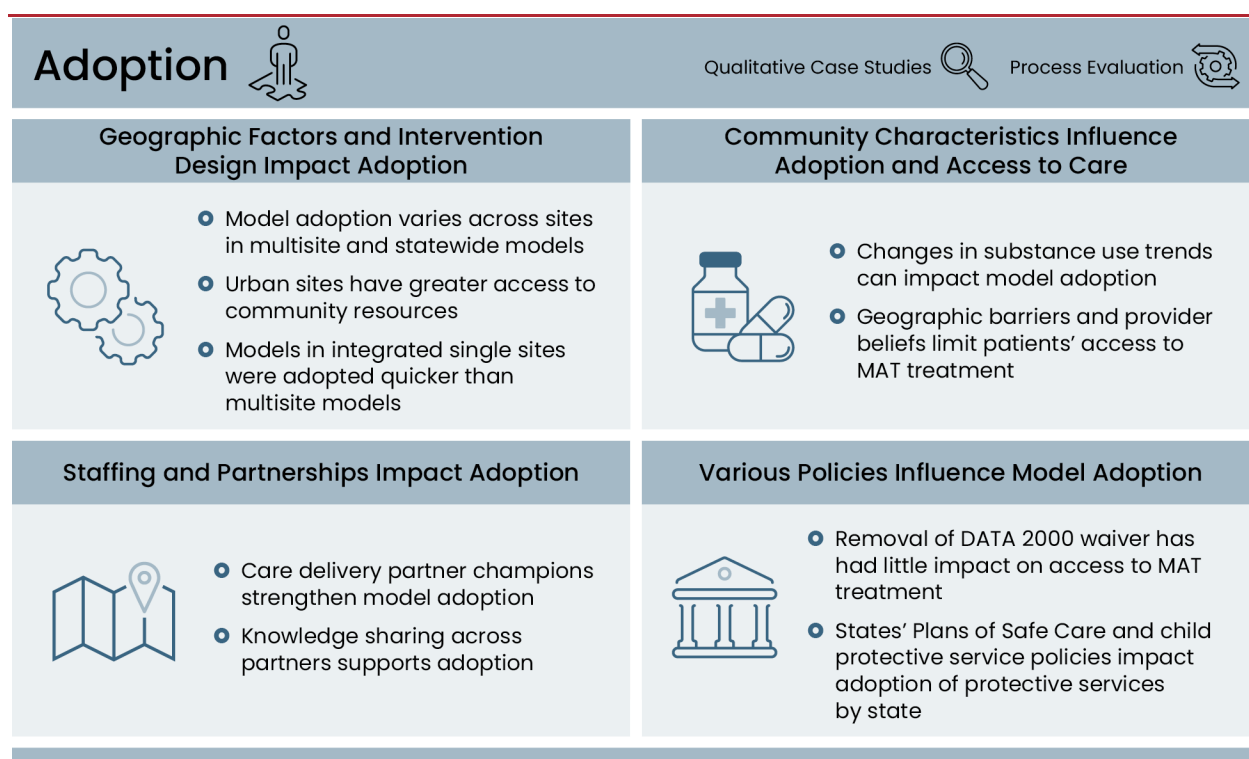 Adoption
Qualitative Case Studies
Process Evaluation
Geographic Factors and Intervention
Design Impact Adoption
Model adoption varies across sites
in multisite and statewide models
Urban sites have greater access to
community resources
Models in integrated single sites
were adopted quicker than
multisite models
Community Characteristics Influence
Adoption and Access to Care
Changes in substance use trends
can impact model adoption
Geographic barriers and provider
beliefs limit patients’ access to
MAT treatment
Staffing and Partnerships Impact Adoption
Care delivery partner champions
strengthen model adoption
Knowledge sharing across
partners supports adoption
Various Policies Influence Model Adoption
Removal of DATA 2000 waiver has
had little impact on access to MAT
treatment
States’ Plans of Safe Care and child
protective service policies impact
adoption of protective services
by state